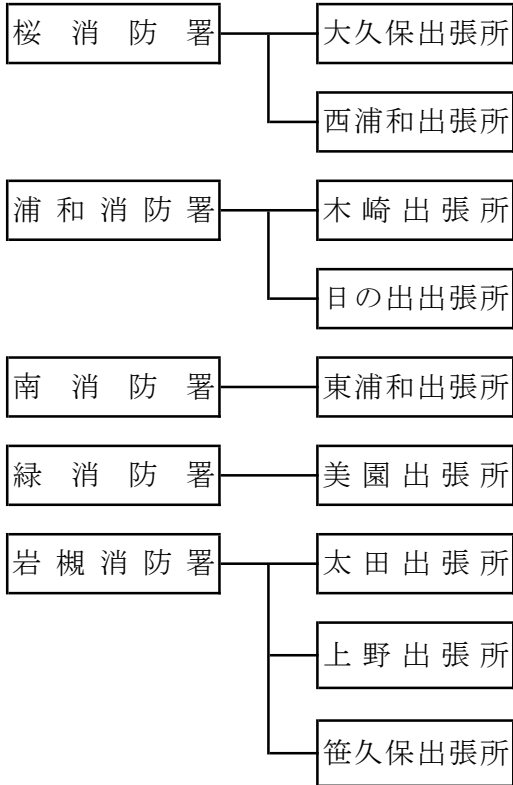 桜消防署 大久保出張所
西浦和出張所
浦和消防署 木崎出張所
日の出出張所
南消防署 東浦和出張所
緑消防署 美園出張所
岩槻消防署 太田出張所
上野出張所
笹久保出張所